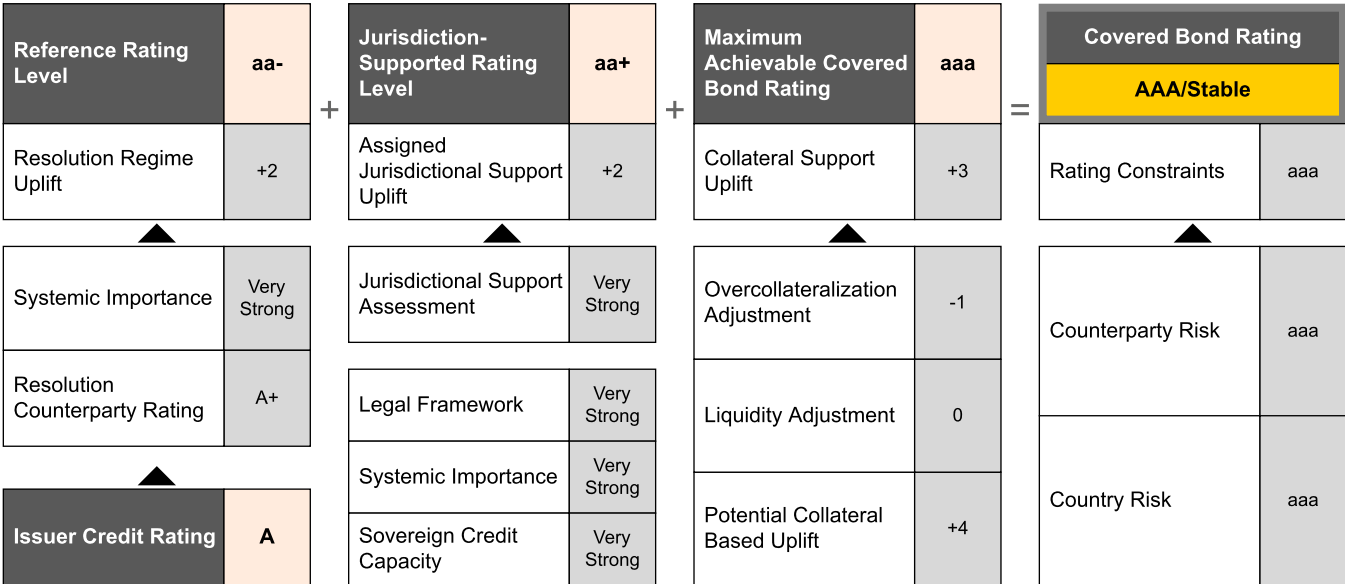 Reference Rating
Level
aa-
Resolution Regime
Uplift
+2
Systemic Importance
Very
Strong
Resolution
Counterparty Rating
A+
Issuer Credit Rating
A
+
Jurisdiction-
Supported Rating
Level
aa+
Assigned
Jurisdictional Support
Uplift
+2
Jurisdictional Support
Assessment
Very
Strong
Legal Framework
Very
Strong
Systemic Importance
Very
Strong
Sovereign Credit
Capacity
Very
Strong
+
Maximum
Achievable Covered
Bond Rating
aaa
Collateral Support
Uplift
+3
Overcollateralization
Adjustment
-1
Liquidity Adjustment
0
Potential Collateral
Based Uplift
+4
=
Covered Bond Rating
AAA/Stable
Rating Constraints
aaa
Counterparty Risk
aaa
Country Risk
aaa